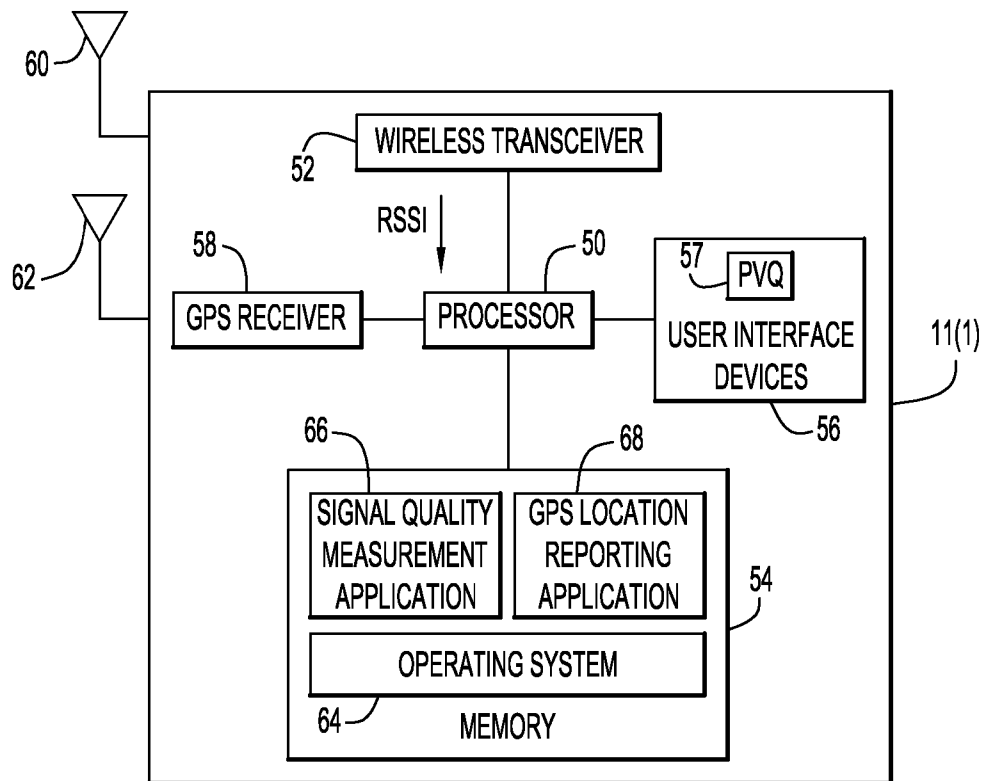 60
WIRELESS TRANSCEIVER
52
RSSI
62
58
50
57
PVQ
GPS RECEIVER
PROCESSOR
USER INTERFACE
DEVICES
11(1)
56
66
68
SIGNAL QUALITY
MEASUREMENT
APPLICATION
GPS LOCATION
REPORTING
APPLICATION
54
OPERATING SYSTEM
64
MEMORY